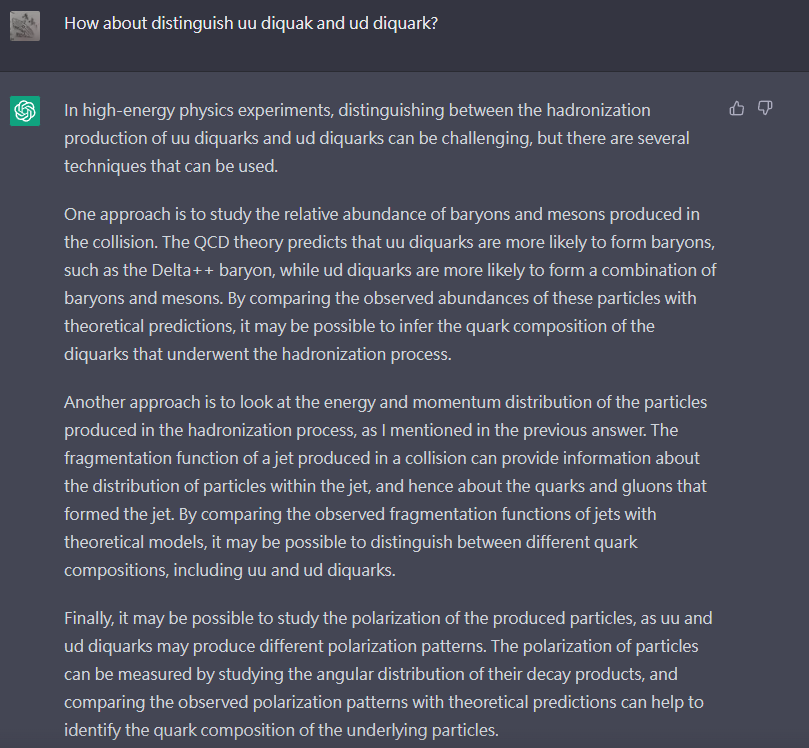 How about distinguish uu diquak and ud diquark?
In high-energy physics experiments, distinguishing between the hadronization
production of uu diquarks and ud diquarks can be challenging, but there are several
techniques that can be used.
One approach is to study the relative abundance of baryons and mesons produced in
the collision. The QCD theory predicts that uu diquarks are more likely to form baryons,
such as the Delta++ baryon, while ud diquarks are more likely to form a combination of
baryons and mesons. By comparing the observed abundances of these particles with
theoretical predictions, it may be possible to infer the quark composition of the
diquarks that underwent the hadronization process.
Another approach is to look at the energy and momentum distribution of the particles
produced in the hadronization process, as I mentioned in the previous answer. The
fragmentation function of a jet produced in a collision can provide information about
the distribution of particles within the jet, and hence about the quarks and gluons that
formed the jet. By comparing the observed fragmentation functions of jets with
theoretical models, it may be possible to distinguish between different quark
compositions, including uu and ud diquarks.
Finally, it may be possible to study the polarization of the produced particles, as uu and
ud diquarks may produce different polarization patterns. The polarization of particles
can be measured by studying the angular distribution of their decay products, and
comparing the observed polarization patterns with theoretical predictions can help to
identify the quark composition of the underlying particles.